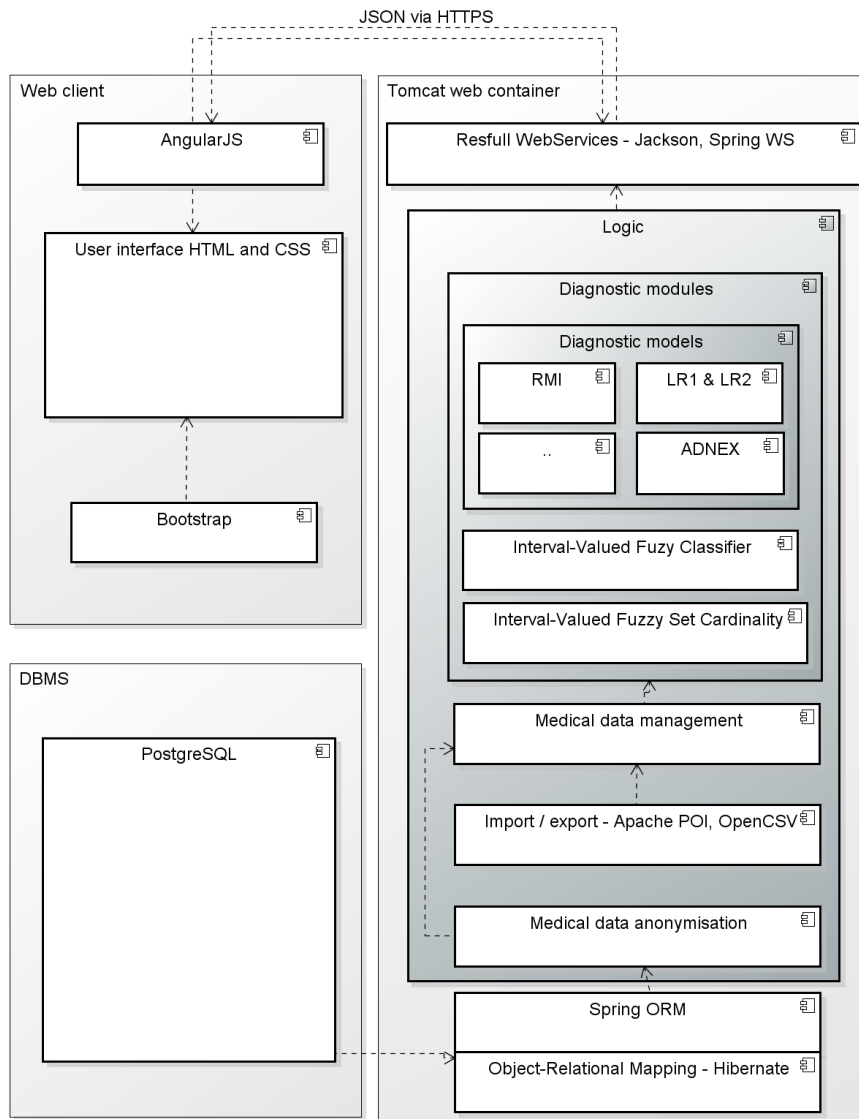 JSON via HTTPS
Web client
AngularJS
User interface HTML and CSS
Bootstrap
DBMS
PostgreSQL
Tomcat web container
Resfull WebServices - Jackson, Spring WS
Logic
Diagnostic modules
Diagnostic models
RMI
LR1 & LR2
..
ADNEX
Interval-Valued Fuzy Classifier
Interval-Valued Fuzzy Set Cardinality
Medical data management
Import / export - Apache POI, OpenCSV
Medical data anonymisation
Spring ORM
Object-Relational Mapping - Hibernate